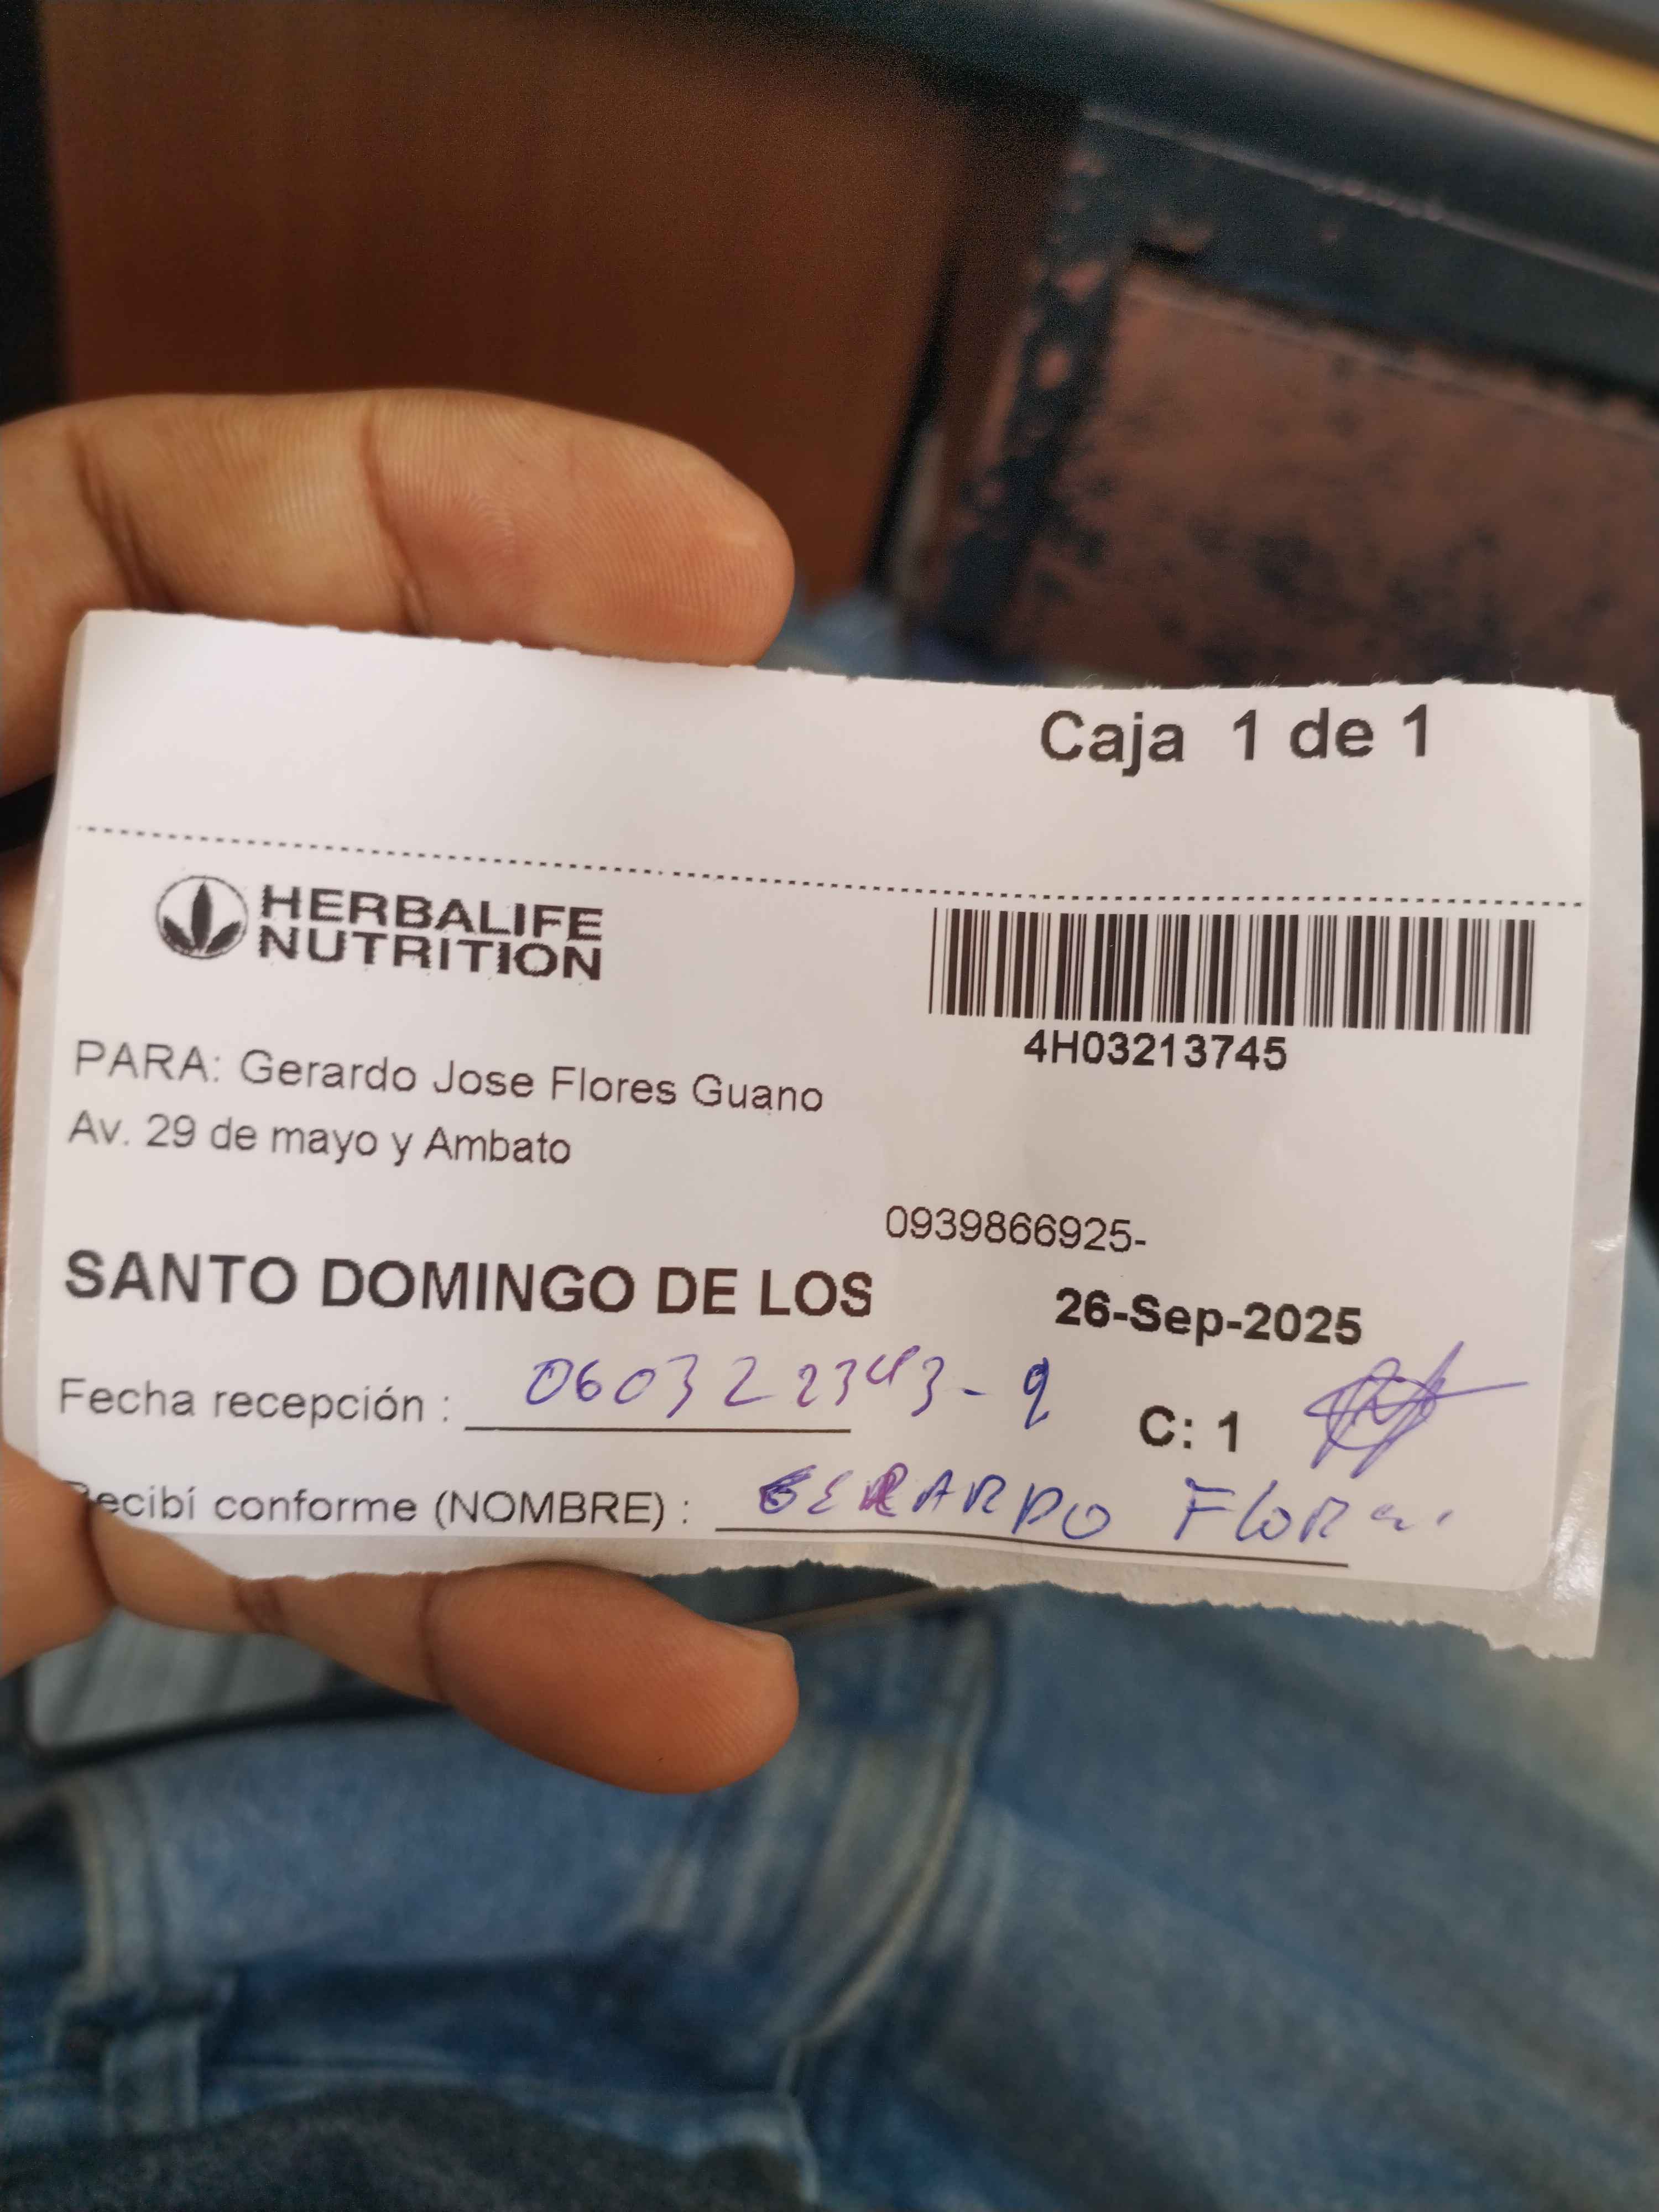 Caja 1 de 1
HERBALIFE
NUTRITION
4H03213745
PARA: Gerardo Jose Flores Guano
Av. 29 de mayo y Ambato
0939866925-
SANTO DOMINGO DE LOS
26-Sep-2025
Fecha recepción : 060322343-9
C: 1
Recibí conforme (NOMBRE) : GERARDO